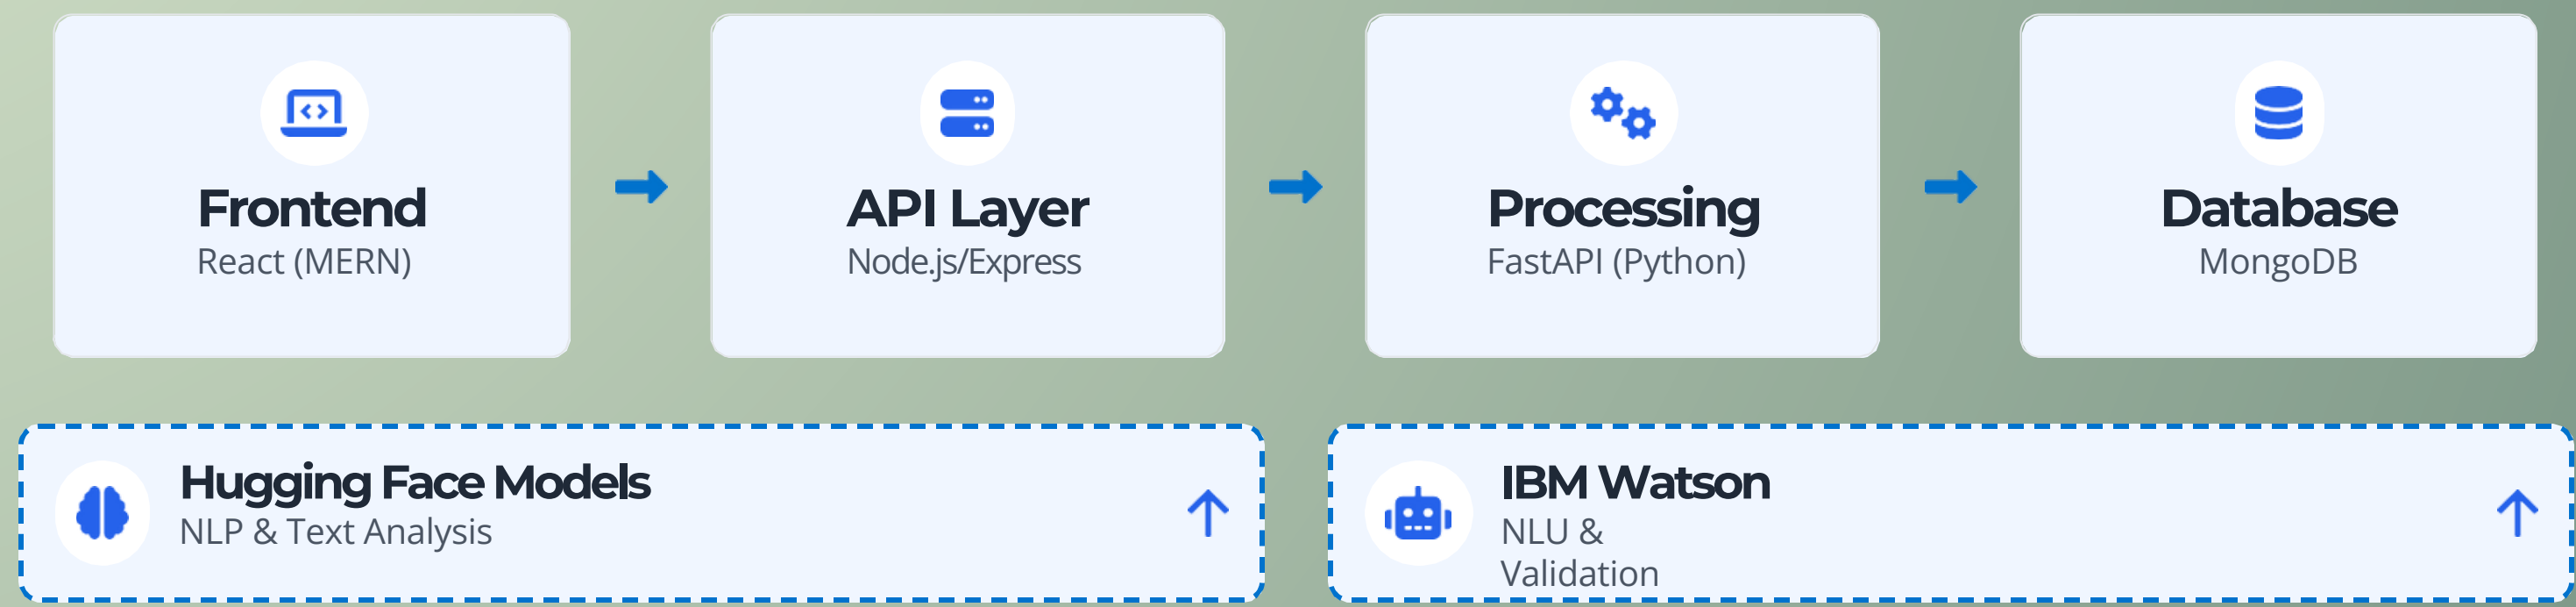 Frontend
React (MERN)
API Layer
Node.js/Express
Processing
FastAPI (Python)
Database
MongoDB
Hugging Face Models
NLP & Text Analysis
IBM Watson
NLU &
Validation